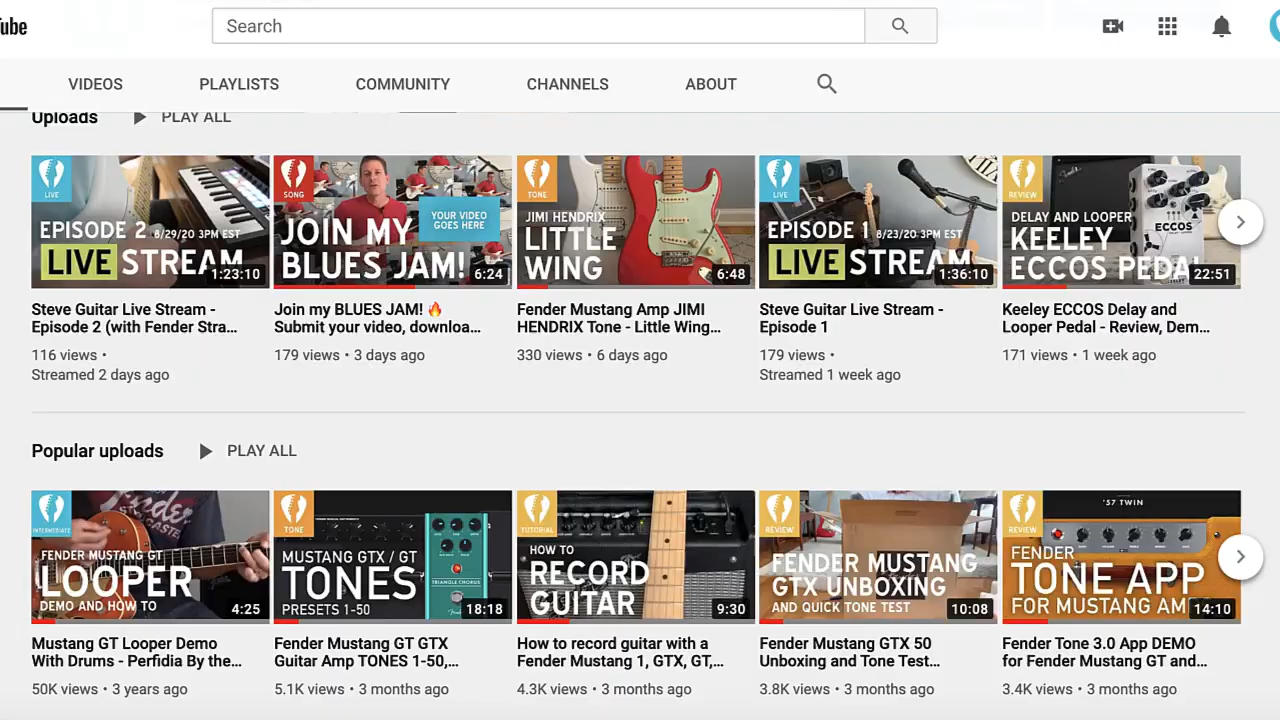 Tube
Search
VIDEOS PLAYLISTS COMMUNITY CHANNELS ABOUT
Uploads PLAY ALL
LIVE
EPISODE 2 8/29/20 3PM EST
LIVE STREAM
1:23:10
Steve Guitar Live Stream -
Episode 2 (with Fender Stra...
116 views •
Streamed 2 days ago
SONG
YOUR VIDEO
GOES HERE
JOIN MY
BLUES JAM!
6:24
Join my BLUES JAM! 🔥
Submit your video, downloa...
179 views • 3 days ago
TONE
JIMI HENDRIX
LITTLE
WING
6:48
Fender Mustang Amp JIMI
HENDRIX Tone - Little Wing...
330 views • 6 days ago
LIVE
EPISODE 1 8/23/20 3PM EST
LIVE STREAM
1:36:10
Steve Guitar Live Stream -
Episode 1
179 views •
Streamed 1 week ago
REVIEW
DELAY AND LOOPER
KEELEY
ECCOS PEDAL
ECCOS
22:51
Keeley ECCOS Delay and
Looper Pedal - Review, Dem...
171 views • 1 week ago
Popular uploads PLAY ALL
INTERMEDIATE
FENDER MUSTANG GT
LOOPER
DEMO AND HOW TO
4:25
Mustang GT Looper Demo
With Drums - Perfidia By the...
50K views • 3 years ago
TONE
MUSTANG GTX / GT
TONES
PRESETS 1-50
TRIANGLE CHORUS
Fender
18:18
Fender Mustang GT GTX
Guitar Amp TONES 1-50,...
5.1K views • 3 months ago
TUTORIAL
HOW TO
RECORD
GUITAR
9:30
How to record guitar with a
Fender Mustang 1, GTX, GT,...
4.3K views • 3 months ago
REVIEW
FENDER MUSTANG
GTX UNBOXING
AND QUICK TONE TEST
10:08
Fender Mustang GTX 50
Unboxing and Tone Test...
3.8K views • 3 months ago
REVIEW
'57 TWIN
FENDER
TONE APP
FOR MUSTANG AM
14:10
Fender Tone 3.0 App DEMO
for Fender Mustang GT and...
3.4K views • 3 months ago